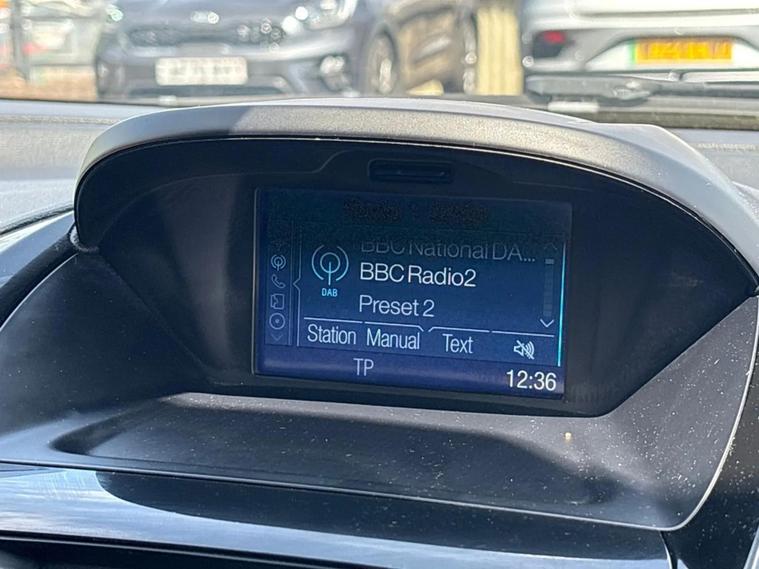 BBC National DA...
BBC Radio2
DAB
Preset 2
Station Manual Text
TP
12:36